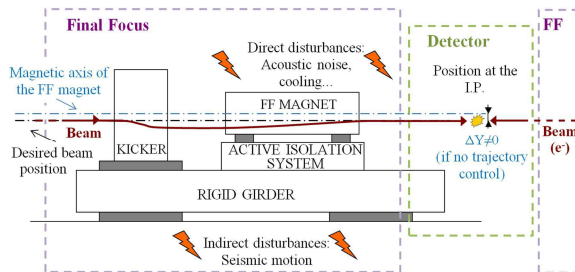 Final Focus
Detector
FF
Direct disturbances:
Acoustic noise,
cooling...
Magnetic axis of
the FF magnet
Position at the
I.P.
FF MAGNET
Beam
Desired beam
position
KICKER
ACTIVE ISOLATION
SYSTEM
RIGID GIRDER
ΔY≠0
(if no trajectory
control)
Beam
(e-)
Indirect disturbances:
Seismic motion